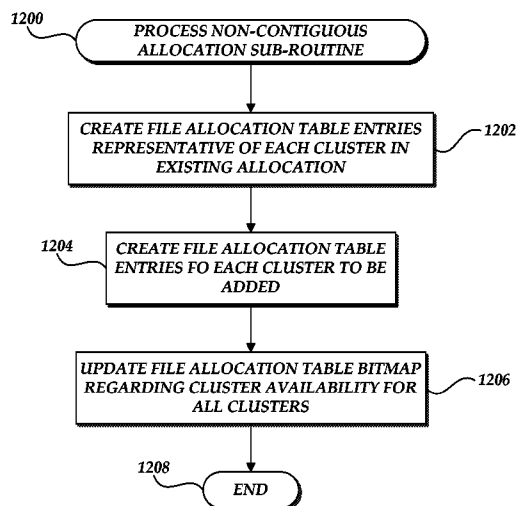 1200
PROCESS NON-CONTIGUOUS
ALLOCATION SUB-ROUTINE
CREATE FILE ALLOCATION TABLE ENTRIES
REPRESENTATIVE OF EACH CLUSTER IN
EXISTING ALLOCATION
1202
1204
CREATE FILE ALLOCATION TABLE
ENTRIES FO EACH CLUSTER TO BE
ADDED
UPDATE FILE ALLOCATION TABLE BITMAP
REGARDING CLUSTER AVAILABILITY FOR
ALL CLUSTERS
1206
1208
END